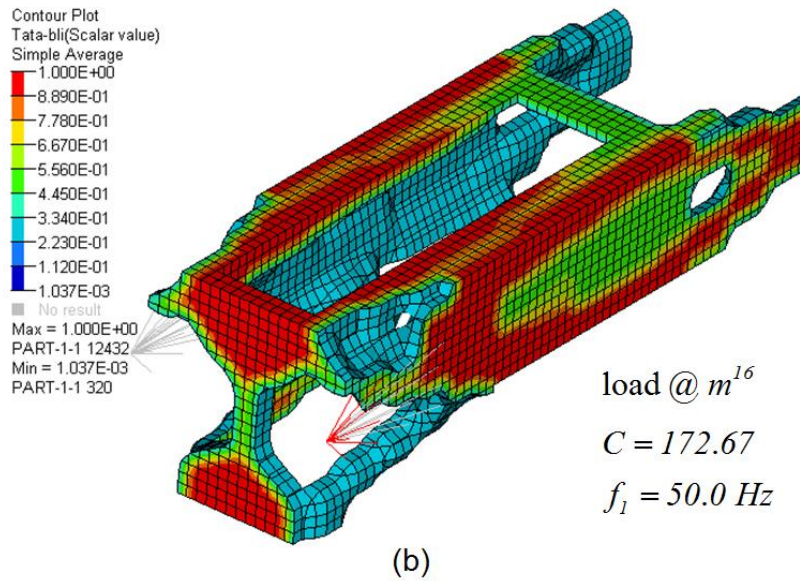 Contour Plot
Tata-bli(Scalar value)
Simple Average
1.000E+00
8.890E-01
7.780E-01
6.670E-01
5.560E-01
4.450E-01
3.340E-01
2.230E-01
1.120E-01
1.037E-03
No result
Max = 1.000E+00
PART-1-1 12432
Min = 1.037E-03
PART-1-1 320
load @ m^16
C = 172.67
f_1 = 50.0 Hz
(b)